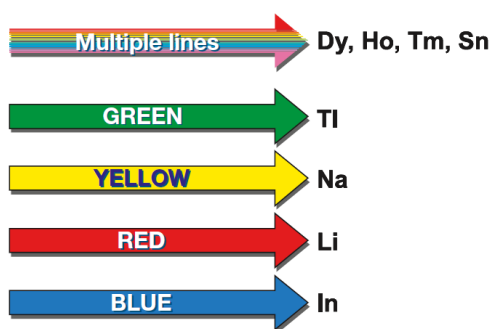 Multiple lines Dy, Ho, Tm, Sn
GREEN Tl
YELLOW Na
RED Li
BLUE In